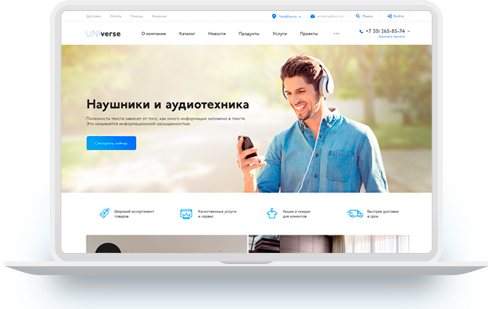 Доставка Оплата Помощь Вакансии Челябинск Поиск Войти
UNIverse О компании Каталог Новости Продукты Услуги Проекты ... +7 351 265-85-74
Заказать звонок
Наушники и аудиотехника
Полезность текста зависит от того, как много информации заложено в тексте.
Это называется информационной насыщенностью.
Смотреть сейчас
Широкий ассортимент товаров
Качественные услуги и сервис
Акции и скидки для клиентов
Быстрая доставка в срок